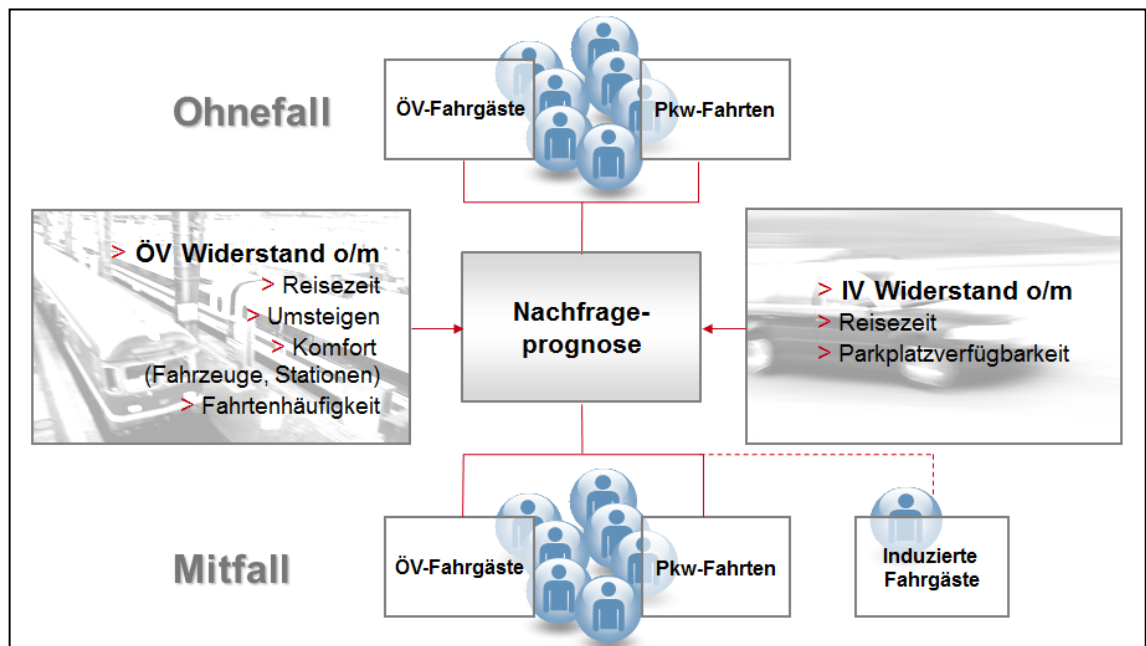 Ohnefall
ÖV-Fahrgäste
Pkw-Fahrten
> ÖV Widerstand o/m
> Reisezeit
> Umsteigen
> Komfort
(Fahrzeuge, Stationen)
> Fahrtenhäufigkeit
Nachfrage-
prognose
> IV Widerstand o/m
> Reisezeit
> Parkplatzverfügbarkeit
Mitfall
ÖV-Fahrgäste
Pkw-Fahrten
Induzierte
Fahrgäste